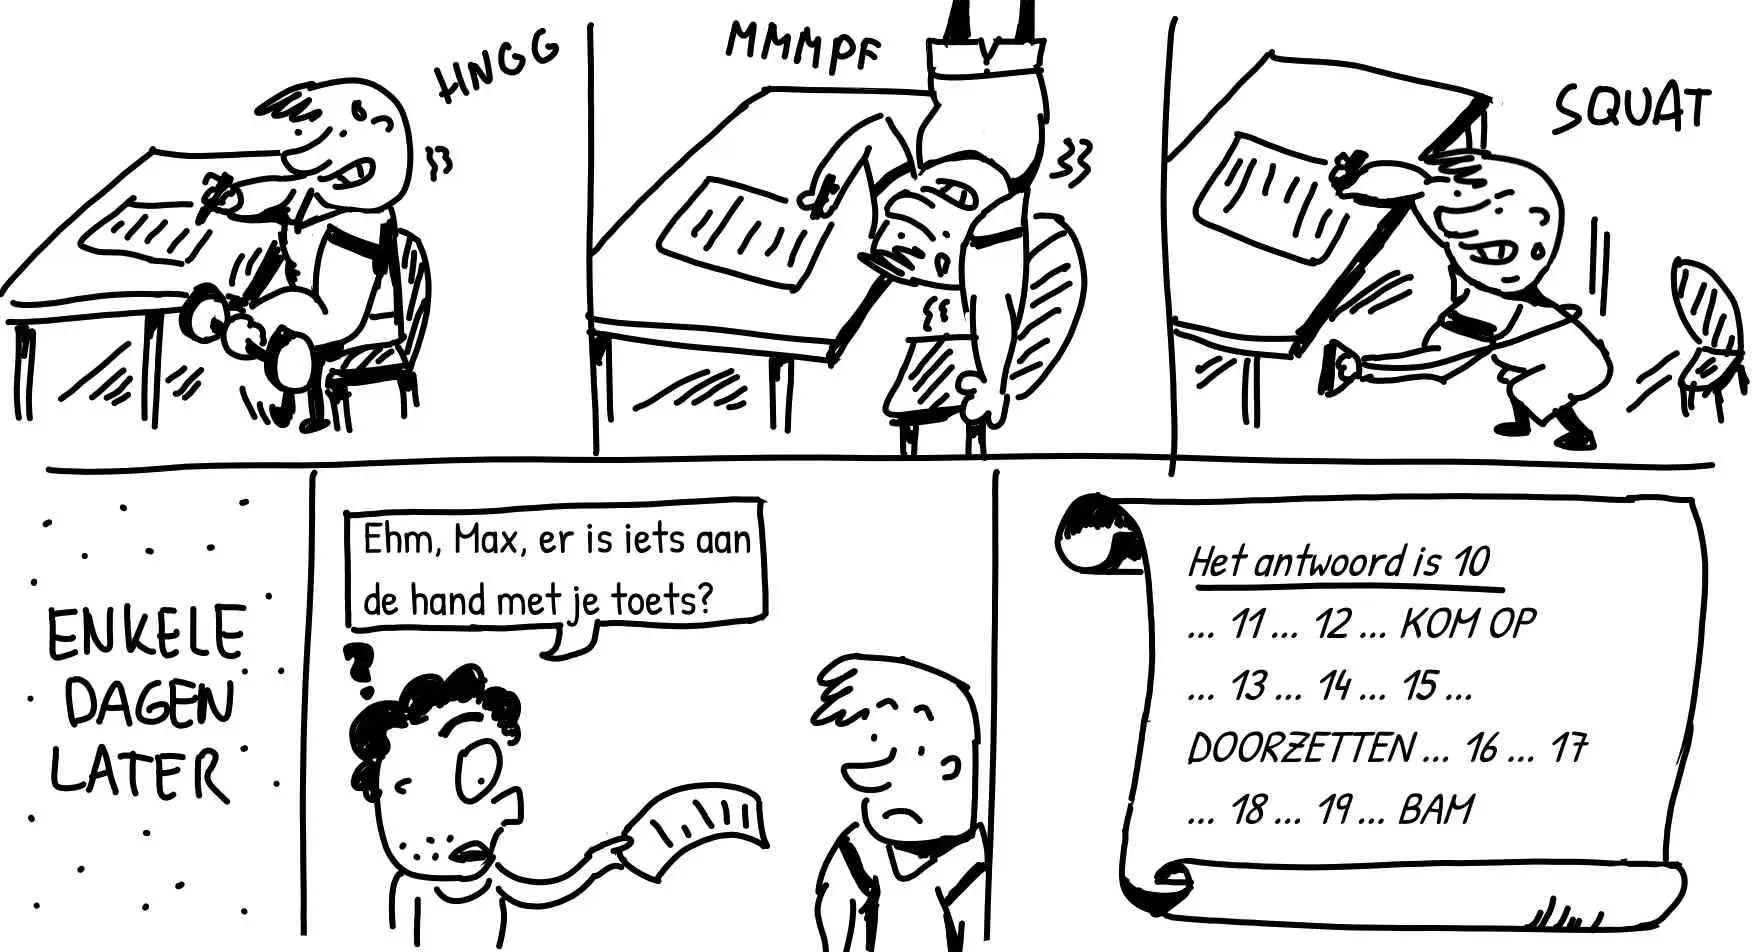 HNGG
MMMPF
SQUAT
ENKELE
DAGEN
LATER
Ehm, Max, er is iets aan
de hand met je toets?
?
Het antwoord is 10
... 11 ... 12 ... KOM OP
... 13 ... 14 ... 15 ...
DOORZETTEN ... 16 ... 17
... 18 ... 19 ... BAM